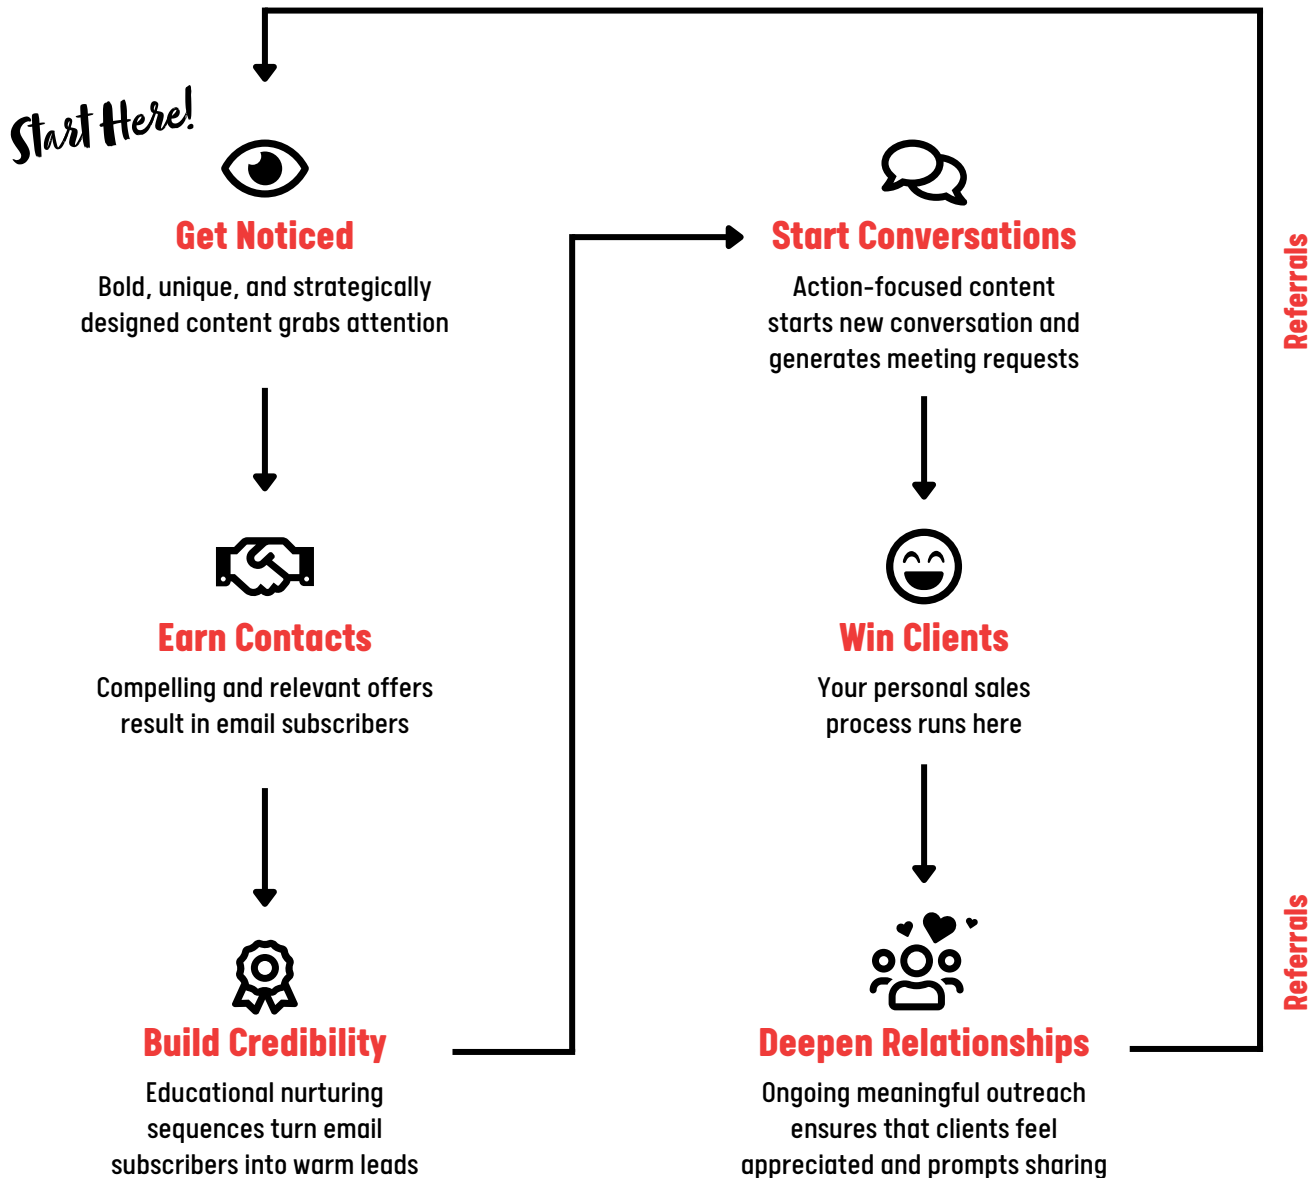 Start Here!
Get Noticed
Bold, unique, and strategically
designed content grabs attention
Earn Contacts
Compelling and relevant offers
result in email subscribers
Build Credibility
Educational nurturing
sequences turn email
subscribers into warm leads
Start Conversations
Action-focused content
starts new conversation and
generates meeting requests
Win Clients
Your personal sales
process runs here
Deepen Relationships
Ongoing meaningful outreach
ensures that clients feel
appreciated and prompts sharing
Referrals
Referrals